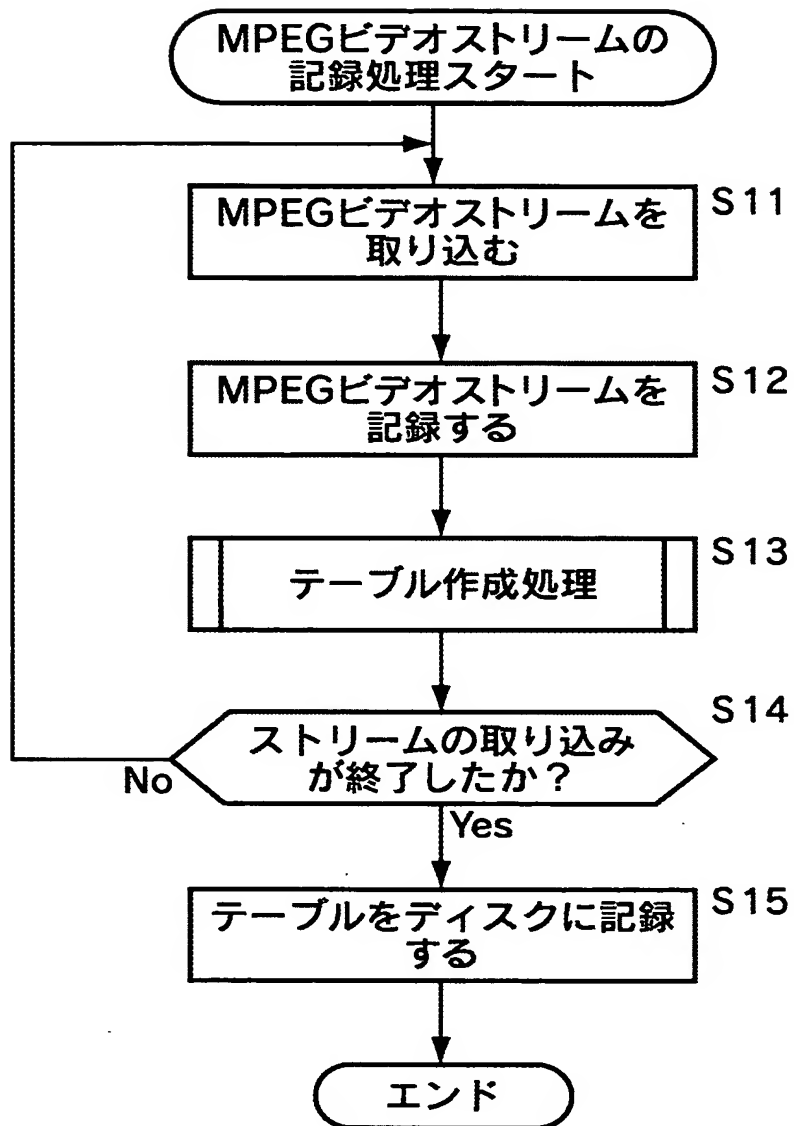 MPEGビデオストリームの
記録処理スタート
MPEGビデオストリームを
取り込む
S11
MPEGビデオストリームを
記録する
S12
テーブル作成処理
S13
ストリームの取り込み
が終了したか？
S14
No
Yes
テーブルをディスクに記録
する
S15
エンド